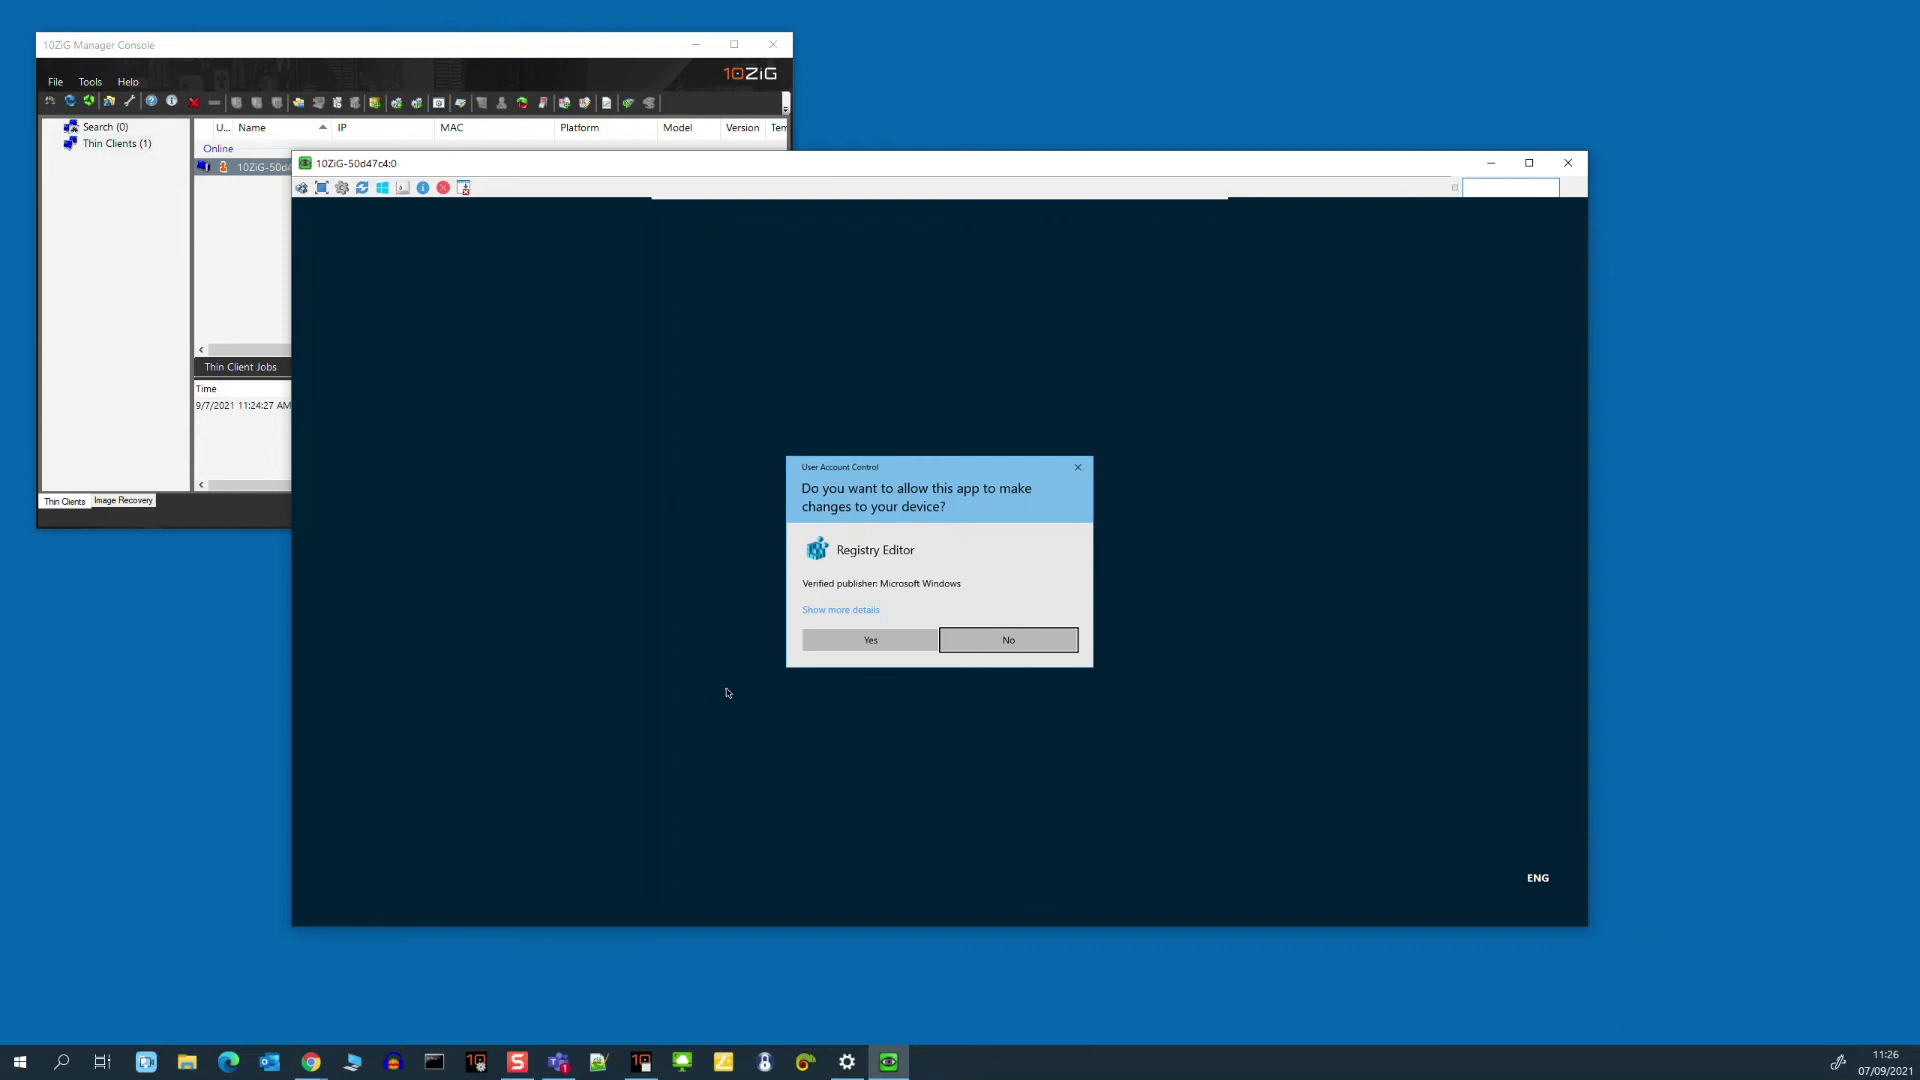 10ZiG Manager Console
10ZiG
File Tools Help
Search (0)
Thin Clients (1)
U... Name IP MAC Platform Model Version Tem
Online
10ZiG-50d4
10ZiG-50d47c4:0
Thin Client Jobs
Time
9/7/2021 11:24:27 AM
Thin Clients Image Recovery
User Account Control
Do you want to allow this app to make
changes to your device?
Registry Editor
Verified publisher: Microsoft Windows
Show more details
Yes No
ENG
11:26
07/09/2021